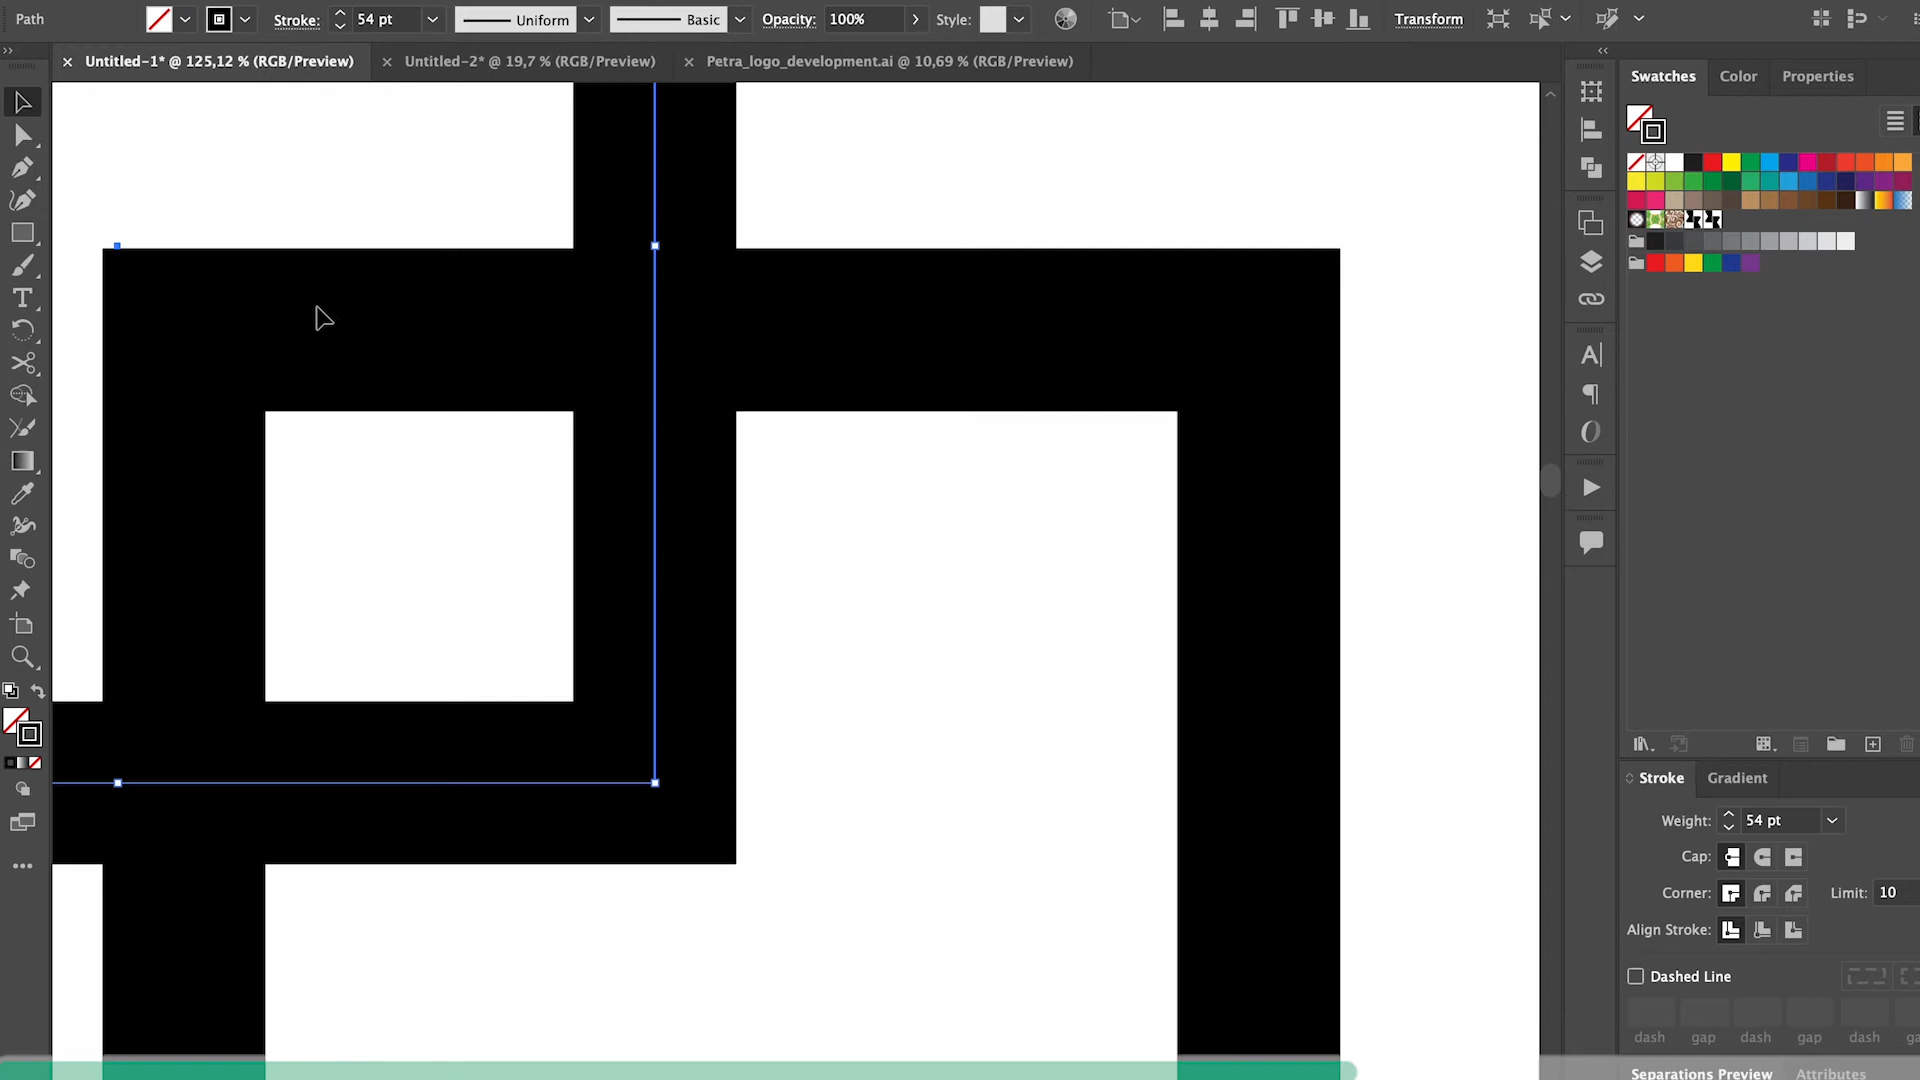 Path
Stroke: 54 pt Uniform Basic Opacity: 100% Style: Transform
Untitled-1* @ 125,12 % (RGB/Preview) Untitled-2* @ 19,7 % (RGB/Preview) Petra_logo_development.ai @ 10,69 % (RGB/Preview)
Swatches Color Properties
Stroke Gradient
Weight: 54 pt
Cap:
Corner: Limit: 10
Align Stroke:
Dashed Line
dash gap dash gap dash
Separations Preview Attributes